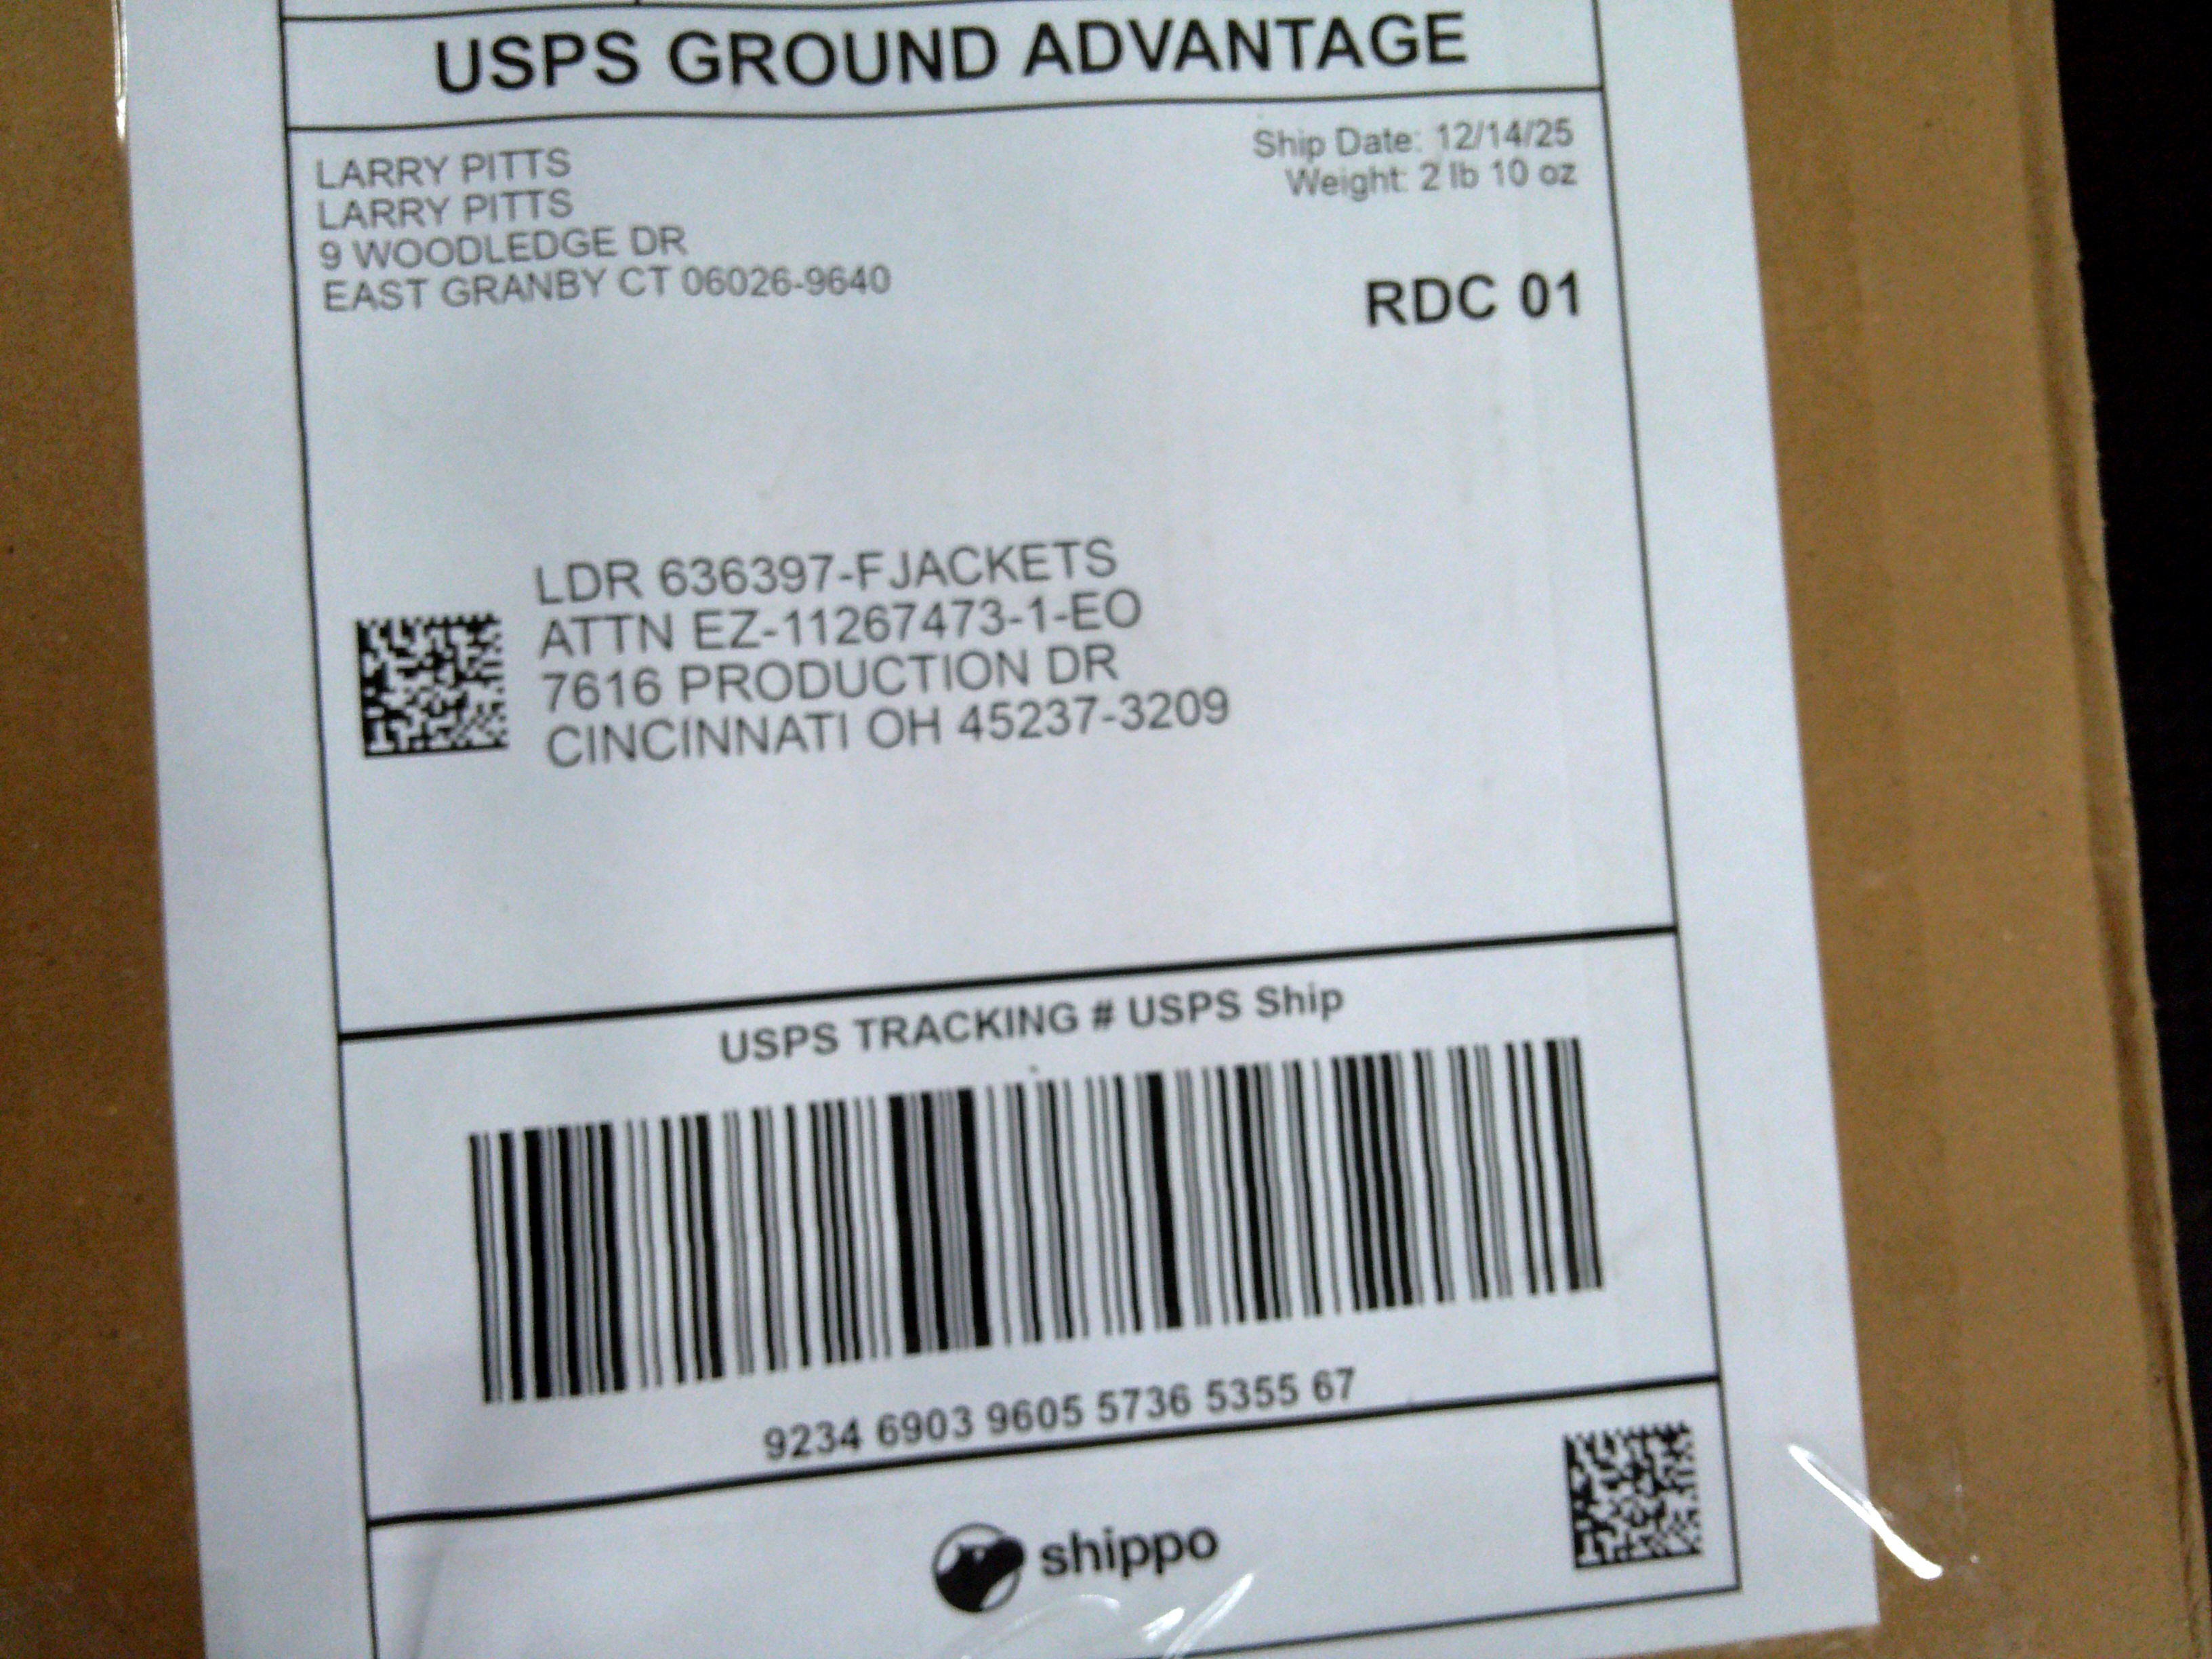 USPS GROUND ADVANTAGE
LARRY PITTS
LARRY PITTS
9 WOODLEDGE DR
EAST GRANBY CT 06026-9640
Ship Date: 12/14/25
Weight: 2 lb 10 oz
RDC 01
LDR 636397-FJACKETS
ATTN EZ-11267473-1-EO
7616 PRODUCTION DR
CINCINNATI OH 45237-3209
USPS TRACKING # USPS Ship
9234 6903 9605 5736 5355 67
shippo